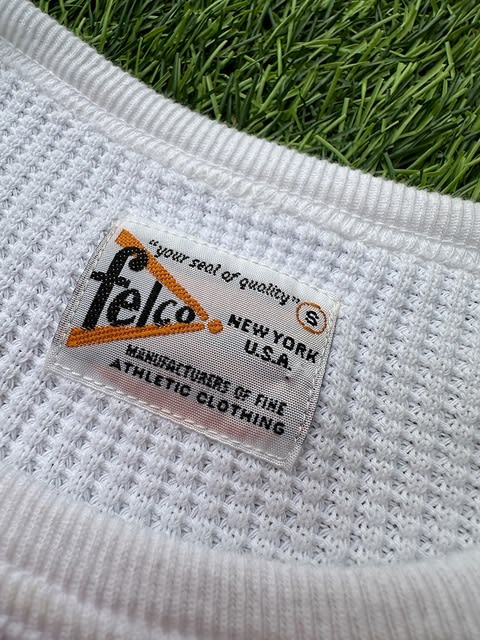 "your seal of quality"
felco
S
NEW YORK
U.S.A.
MANUFACTURERS OF FINE
ATHLETIC CLOTHING